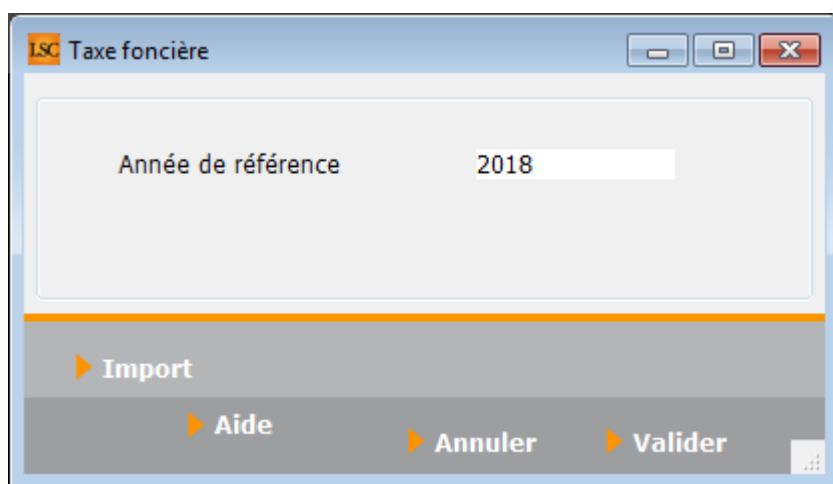 LSC Taxe foncière
Année de référence 2018
Import
Aide
Annuler Valider